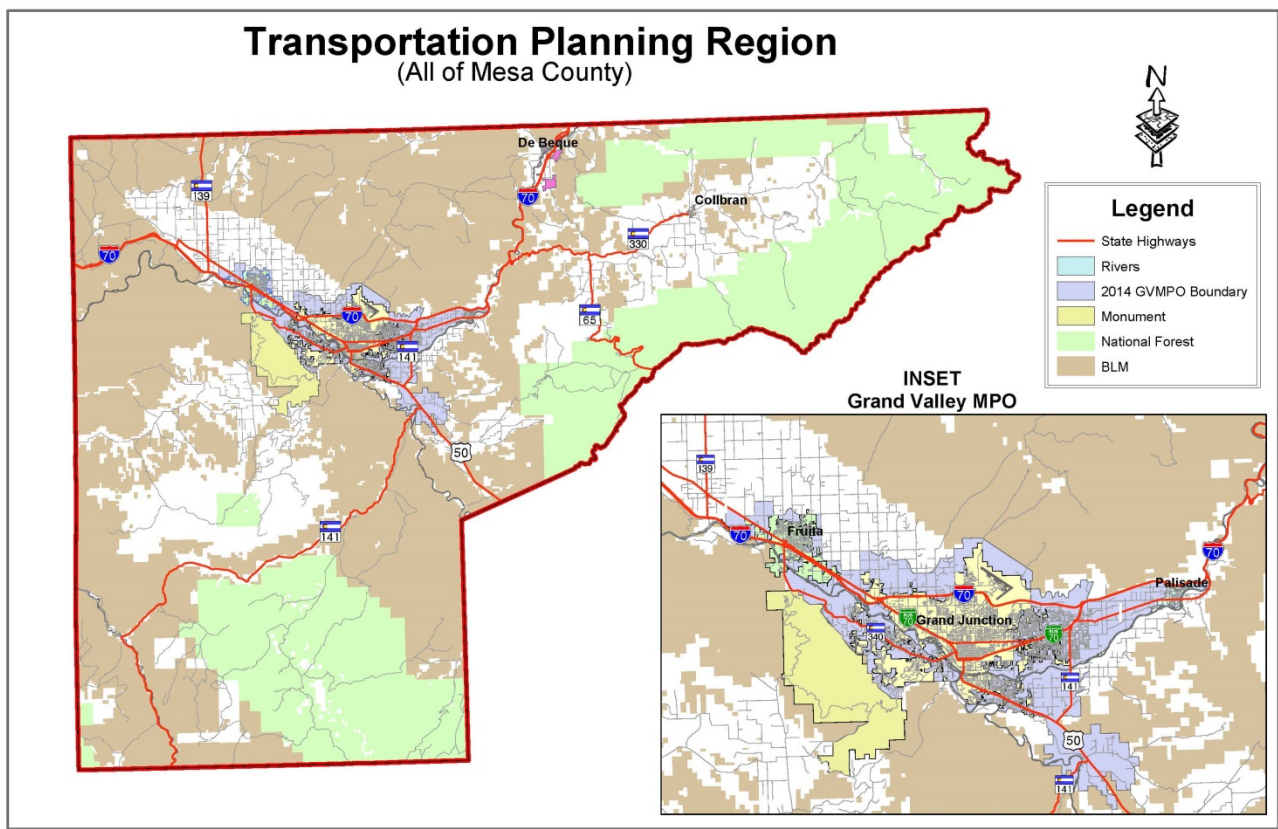 Transportation Planning Region
(All of Mesa County)
N
De Beque
139
70
Collbran
330
70
65
70
141
50
141
Legend
State Highways
Rivers
2014 GVMPO Boundary
Monument
National Forest
BLM
INSET
Grand Valley MPO
139
70
Fruita
70
Palisade
70
70
Grand Junction
70
340
141
50
141